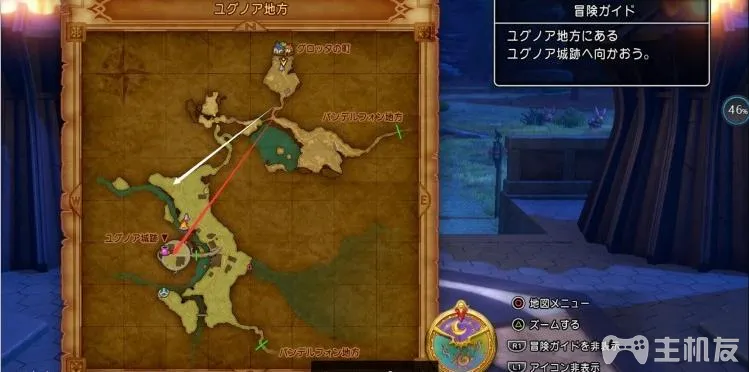 ユグノア地方
N
グロッタの町
バンデルフォン地方
W
E
ユグノア城跡
バンデルフォン地方
冒険ガイド
ユグノア地方にある
ユグノア城跡へ向かおう。
46%
地図メニュー
ズームする
R1 冒険ガイドを非表示
L1 アイコン非表示
主机友